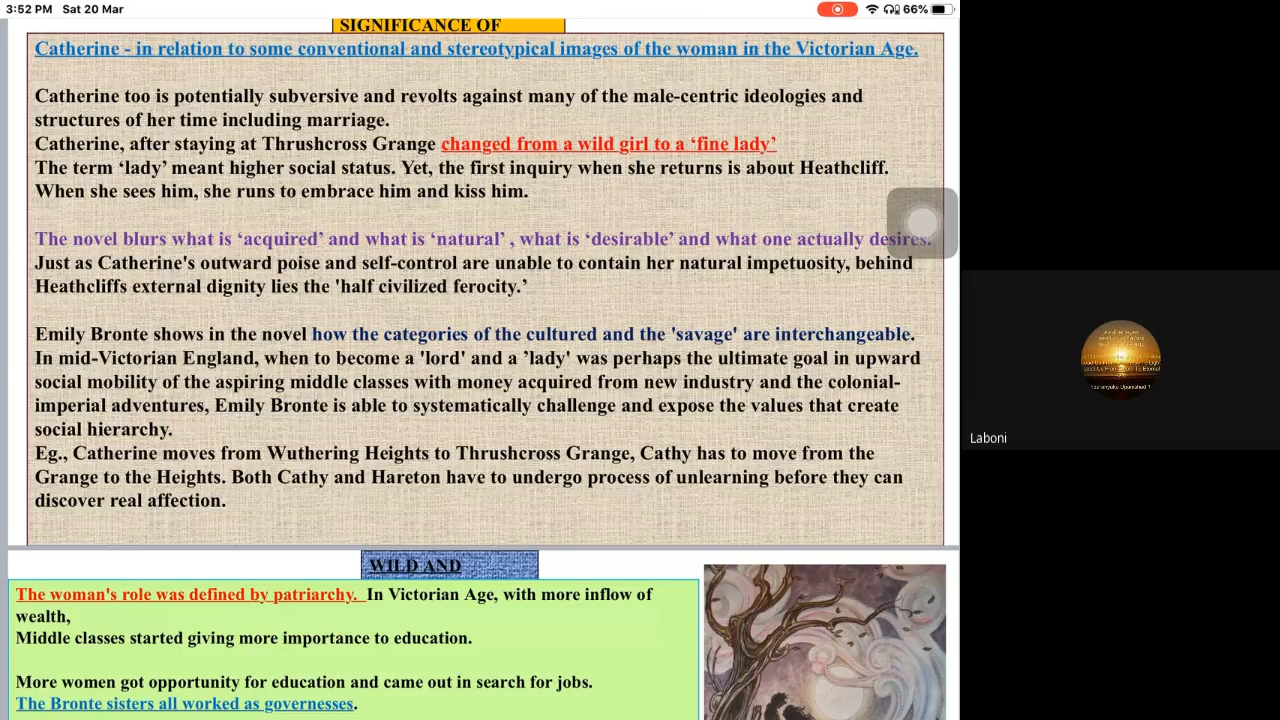 3:52 PM Sat 20 Mar
66%
SIGNIFICANCE OF
Catherine - in relation to some conventional and stereotypical images of the woman in the Victorian Age.
Catherine too is potentially subversive and revolts against many of the male-centric ideologies and
structures of her time including marriage.
Catherine, after staying at Thrushcross Grange changed from a wild girl to a ‘fine lady’
The term ‘lady’ meant higher social status. Yet, the first inquiry when she returns is about Heathcliff.
When she sees him, she runs to embrace him and kiss him.
The novel blurs what is ‘acquired’ and what is ‘natural’ , what is ‘desirable’ and what one actually desires.
Just as Catherine's outward poise and self-control are unable to contain her natural impetuosity, behind
Heathcliffs external dignity lies the 'half civilized ferocity.’
Emily Bronte shows in the novel how the categories of the cultured and the 'savage' are interchangeable.
In mid-Victorian England, when to become a 'lord' and a ’lady' was perhaps the ultimate goal in upward
social mobility of the aspiring middle classes with money acquired from new industry and the colonial-
imperial adventures, Emily Bronte is able to systematically challenge and expose the values that create
social hierarchy.
Eg., Catherine moves from Wuthering Heights to Thrushcross Grange, Cathy has to move from the
Grange to the Heights. Both Cathy and Hareton have to undergo process of unlearning before they can
discover real affection.
WILD AND
The woman's role was defined by patriarchy. In Victorian Age, with more inflow of
wealth,
Middle classes started giving more importance to education.
More women got opportunity for education and came out in search for jobs.
The Bronte sisters all worked as governesses.
Laboni